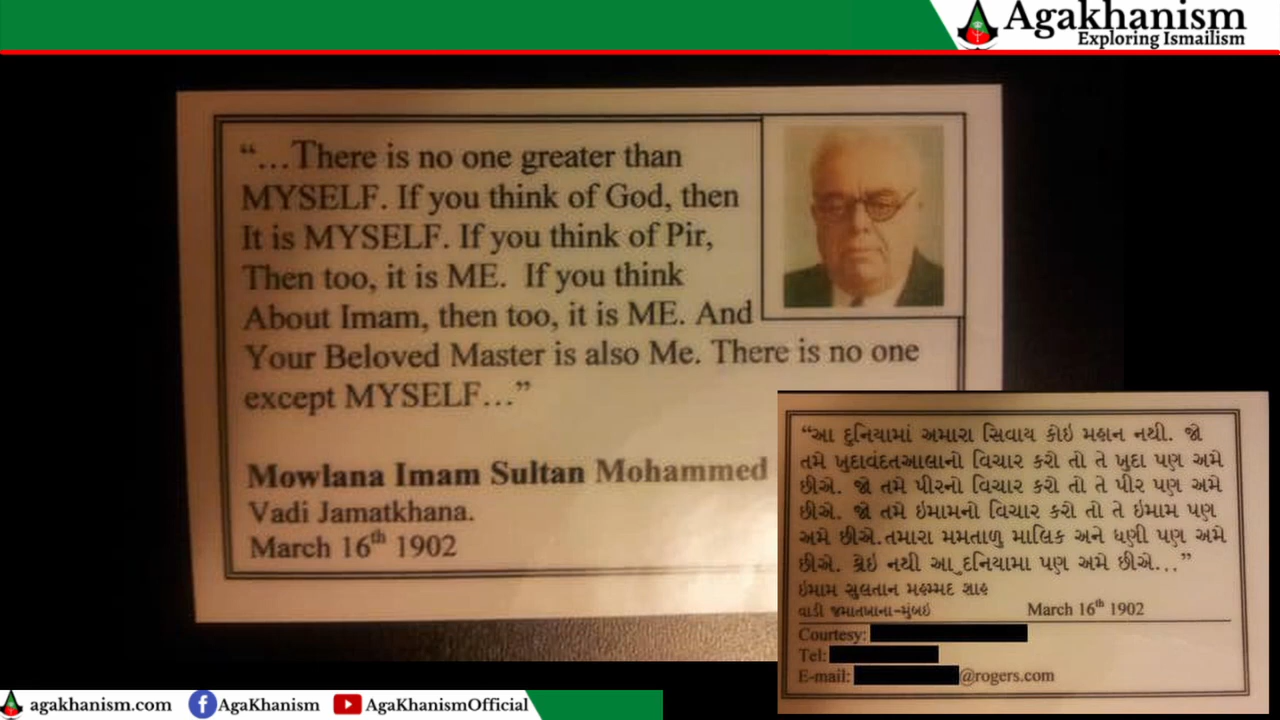 Agakhanism
Exploring Ismailism
“...There is no one greater than
MYSELF. If you think of God, then
It is MYSELF. If you think of Pir,
Then too, it is ME. If you think
About Imam, then too, it is ME. And
Your Beloved Master is also Me. There is no one
except MYSELF...”
Mowlana Imam Sultan Mohammed
Vadi Jamatkhana.
March 16th 1902
“આ દુનિયામાં અમારા સિવાય કોઇ મહાન નથી. જો
તમે ખુદાવંદતઆલાનો વિચાર કરો તો તે ખુદા પણ અમે
છીએ. જો તમે પીરનો વિચાર કરો તો તે પીર પણ અમે
છીએ. જો તમે ઇમામનો વિચાર કરો તો તે ઇમામ પણ
અમે છીએ.તમારા મમતાળુ માલિક અને ધણી પણ અમે
છીએ. નથી આ પણ અમે છીએ...”
ઇમામ સુલતાન મહમ્મદ શાહ
વાડી જમાતખાના-મુંબઇ March 16th 1902
Courtesy:
Tel:
E-mail: @rogers.com
agakhanism.com AgaKhanism AgaKhanismOfficial